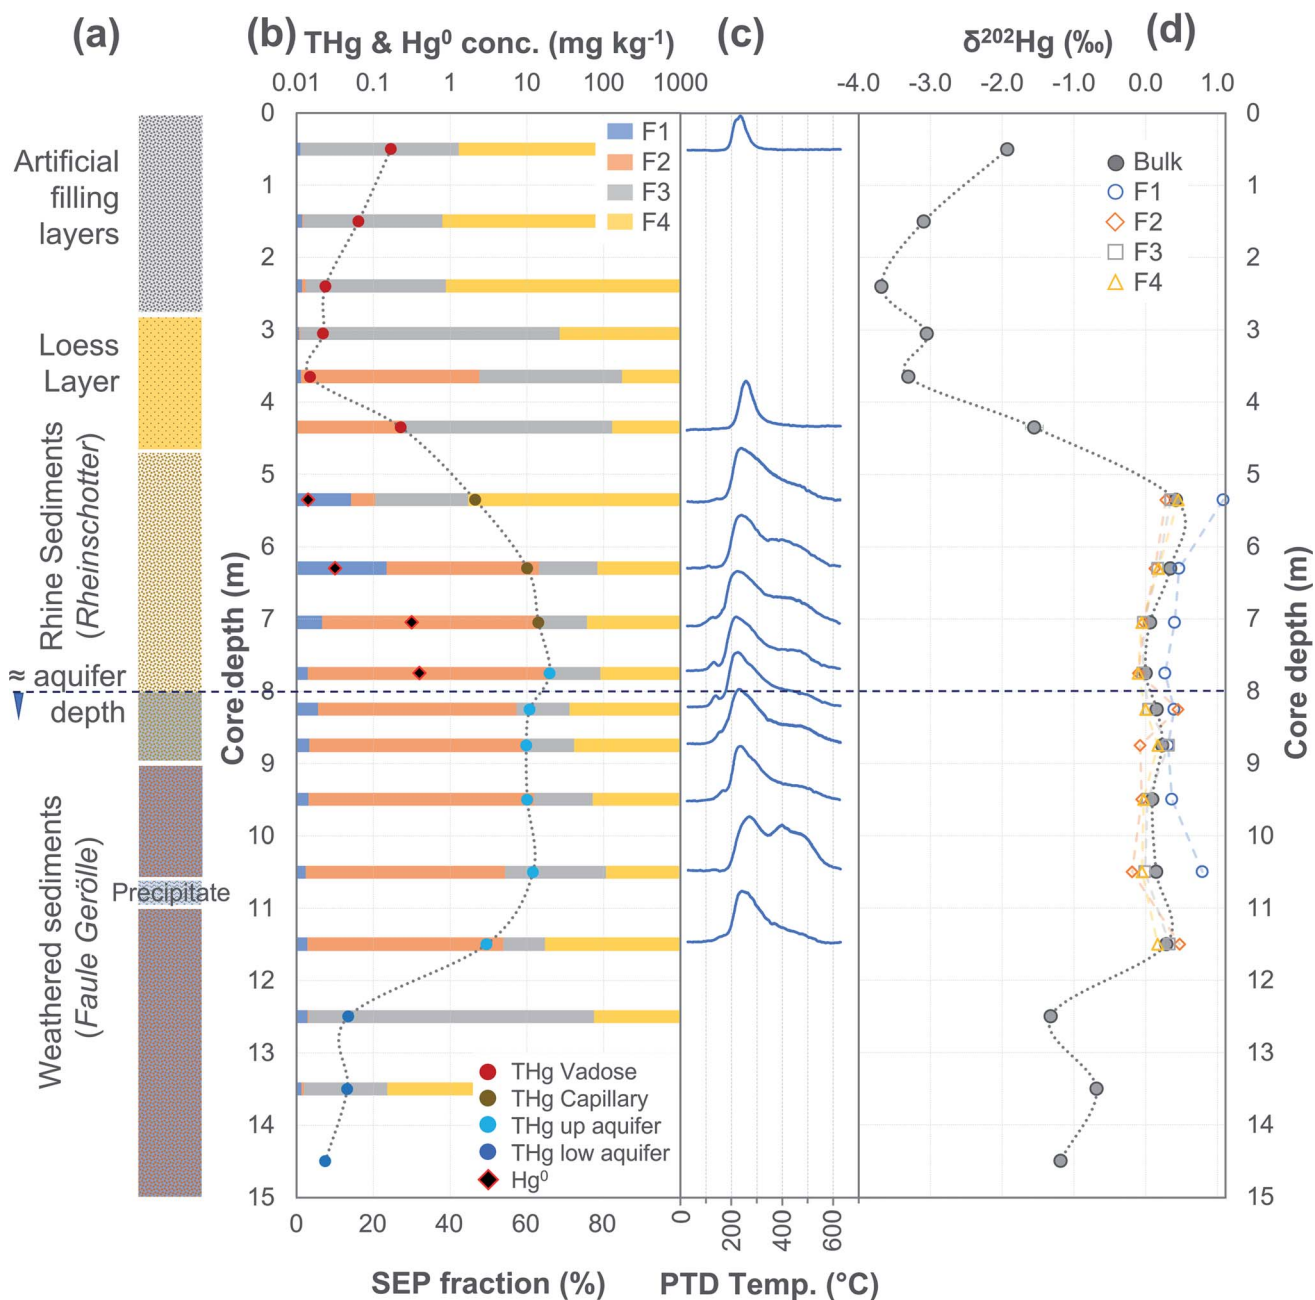 (a)
(b) THg & Hg⁰ conc. (mg kg⁻¹)
(c)
δ²⁰²Hg (‰) (d)
0.01 0.1 1 10 100 1000
-4.0 -3.0 -2.0 -1.0 0.0 1.0
Artificial
filling
layers
Loess
Layer
Rhine Sediments
(Rheinschotter)
≈ aquifer
depth
Weathered sediments
(Faule Gerölle)
Precipitate
Core depth (m)
0
1
2
3
4
5
6
7
8
9
10
11
12
13
14
15
F1
F2
F3
F4
THg Vadose
THg Capillary
THg up aquifer
THg low aquifer
Hg⁰
0 20 40 60 80
SEP fraction (%)
0 200 400 600
PTD Temp. (°C)
Bulk
F1
F2
F3
F4
0
1
2
3
4
5
6
7
8
9
10
11
12
13
14
15
Core depth (m)